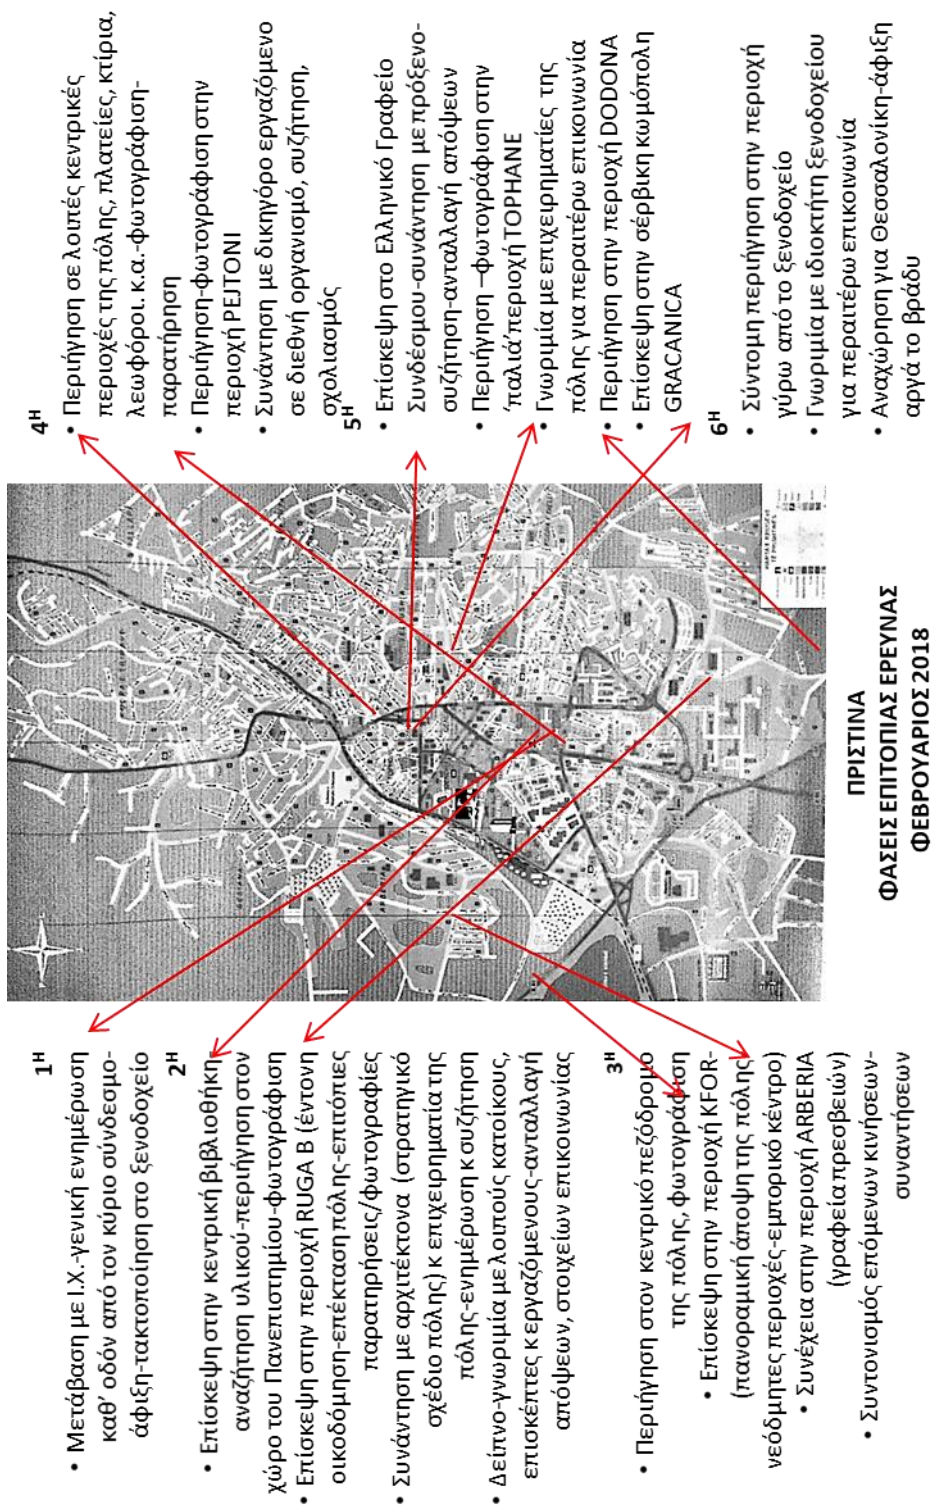 1Η
• Μετάβαση με Ι.Χ.-γενική ενημέρωση
καθ’ οδόν από τον κύριο σύνδεσμο-
άφιξη-τακτοποίηση στο ξενοδοχείο
2Η
• Επίσκεψη στην κεντρική βιβλιοθήκη
αναζήτηση υλικού-περιήγηση στον
χώρο του Πανεπιστημίου-φωτογράφιση
• Επίσκεψη στην περιοχή RUGA B (έντονη
οικοδόμηση-επέκταση πόλης-επιτόπιες
παρατηρήσεις/φωτογραφίες
• Συνάντηση με αρχιτέκτονα (στρατηγικό
σχέδιο πόλης) κ επιχειρηματία της
πόλης-ενημέρωση κ συζήτηση
• Δείπνο-γνωριμία με λοιπούς κατοίκους,
επισκέπτες κ εργαζόμενους-ανταλλαγή
απόψεων, στοιχείων επικοινωνίας
3Η
• Περιήγηση στον κεντρικό πεζόδρομο
της πόλης, φωτογράφιση
• Επίσκεψη στην περιοχή KFOR-
(πανοραμική άποψη της πόλης)
νεόδμητες περιοχές-εμπορικό κέντρο)
• Συνέχεια στην περιοχή ARBERIA
(γραφεία πρεσβειών)
• Συντονισμός επόμενων κινήσεων-
συναντήσεων
4Η
• Περιήγηση σε λοιπές κεντρικές
περιοχές της πόλης, πλατείες, κτίρια,
λεωφόροι. κ.α.-φωτογράφιση-
παρατήρηση
• Περιήγηση-φωτογράφιση στην
περιοχή PEJTONI
• Συνάντηση με δικηγόρο εργαζόμενο
σε διεθνή οργανισμό, συζήτηση,
σχολιασμός
5Η
• Επίσκεψη στο Ελληνικό Γραφείο
Συνδέσμου-συνάντηση με πρόξενο-
συζήτηση-ανταλλαγή απόψεων
• Περιήγηση –φωτογράφιση στην
‘παλιά’περιοχή TOPHANE
• Γνωριμία με επιχειρηματίες της
πόλης για περαιτέρω επικοινωνία
• Περιήγηση στην περιοχή DODONA
• Επίσκεψη στην σέρβικη κωμόπολη
GRACANICA
6Η
• Σύντομη περιήγηση στην περιοχή
γύρω από το ξενοδοχείο
• Γνωριμία με ιδιοκτήτη ξενοδοχείου
για περαιτέρω επικοινωνία
• Αναχώρηση για Θεσσαλονίκη-άφιξη
αργά το βράδυ
ΠΡΙΣΤΙΝΑ
ΦΑΣΕΙΣ ΕΠΙΤΟΠΙΑΣ ΕΡΕΥΝΑΣ
ΦΕΒΡΟΥΑΡΙΟΣ 2018